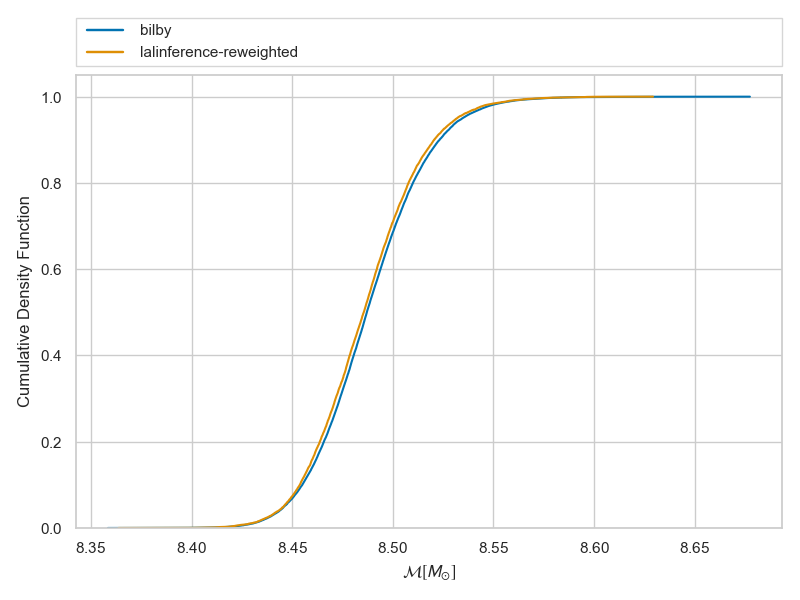 bilby
lalinference-reweighted
1.0
0.8
0.6
0.4
0.2
0.0
Cumulative Density Function
8.35 8.40 8.45 8.50 8.55 8.60 8.65
ℳ[M⊙]